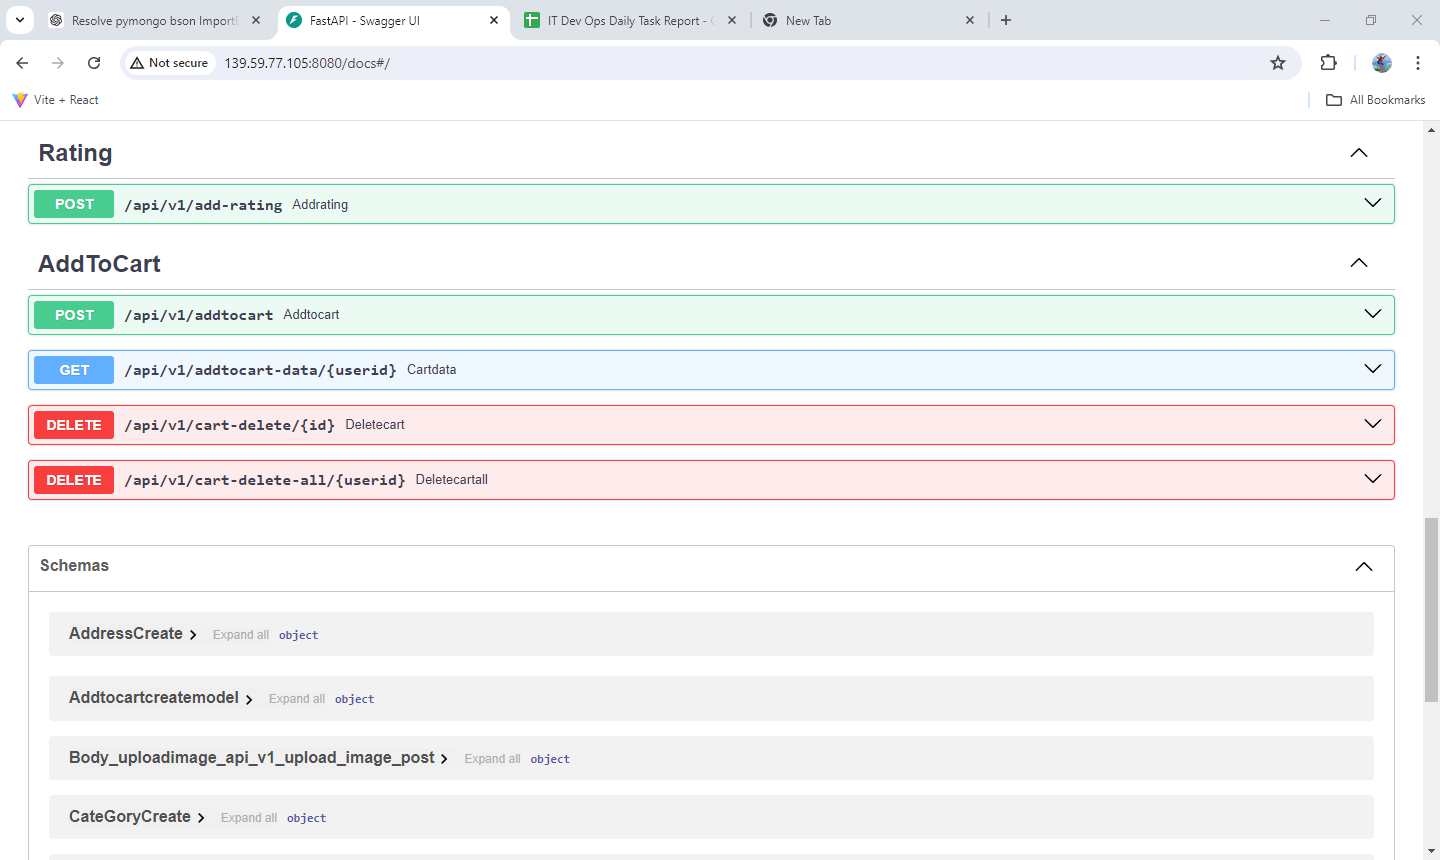 Resolve pymongo bson ImportE
FastAPI - Swagger UI
IT Dev Ops Daily Task Report -
New Tab
Not secure
139.59.77.105:8080/docs#/
Vite + React
All Bookmarks
Rating
POST /api/v1/add-rating Addrating
AddToCart
POST /api/v1/addtocart Addtocart
GET /api/v1/addtocart-data/{userid} Cartdata
DELETE /api/v1/cart-delete/{id} Deletecart
DELETE /api/v1/cart-delete-all/{userid} Deletecartall
Schemas
AddressCreate Expand all object
Addtocartcreatemodel Expand all object
Body_uploadimage_api_v1_upload_image_post Expand all object
CateGoryCreate Expand all object